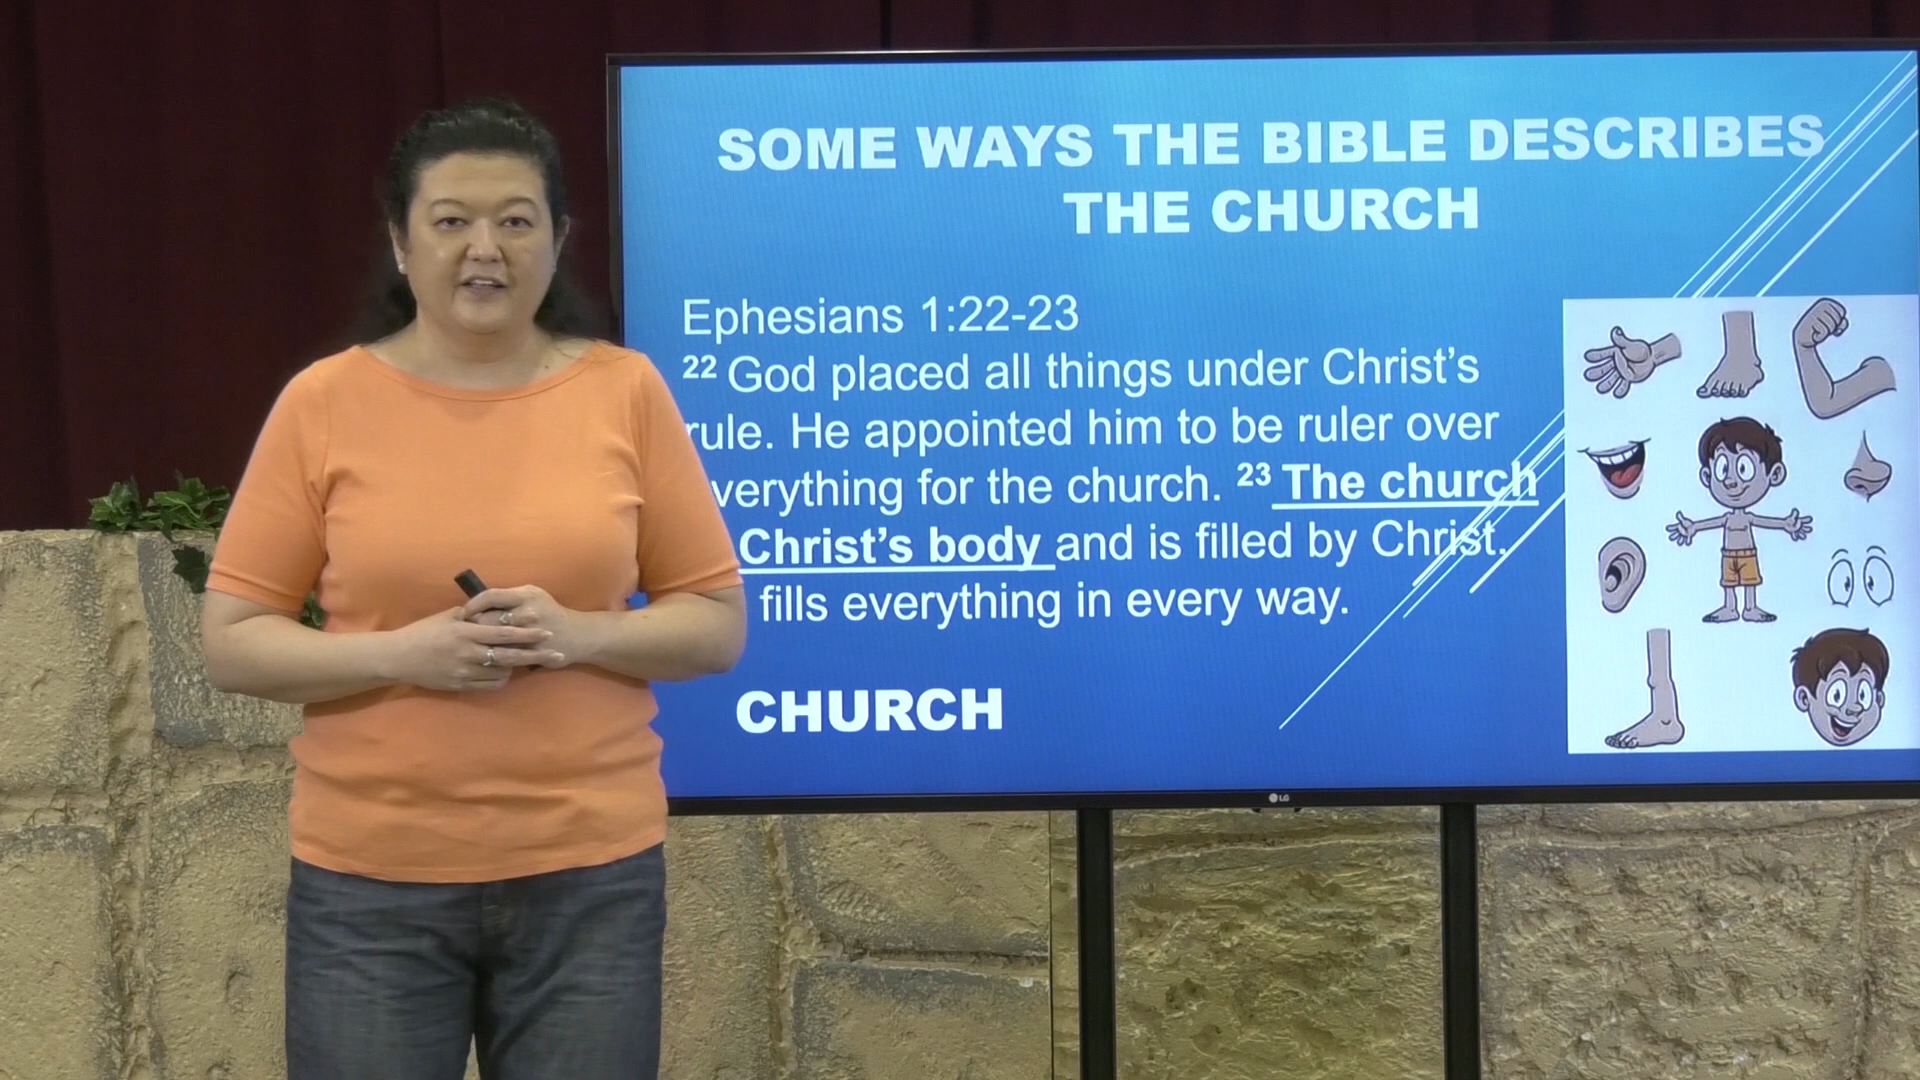 SOME WAYS THE BIBLE DESCRIBES
THE CHURCH
Ephesians 1:22-23
22 God placed all things under Christ's
rule. He appointed him to be ruler over
verything for the church. 23 The church
Christ's body and is filled by Christ.
fills everything in every way.
CHURCH
LG